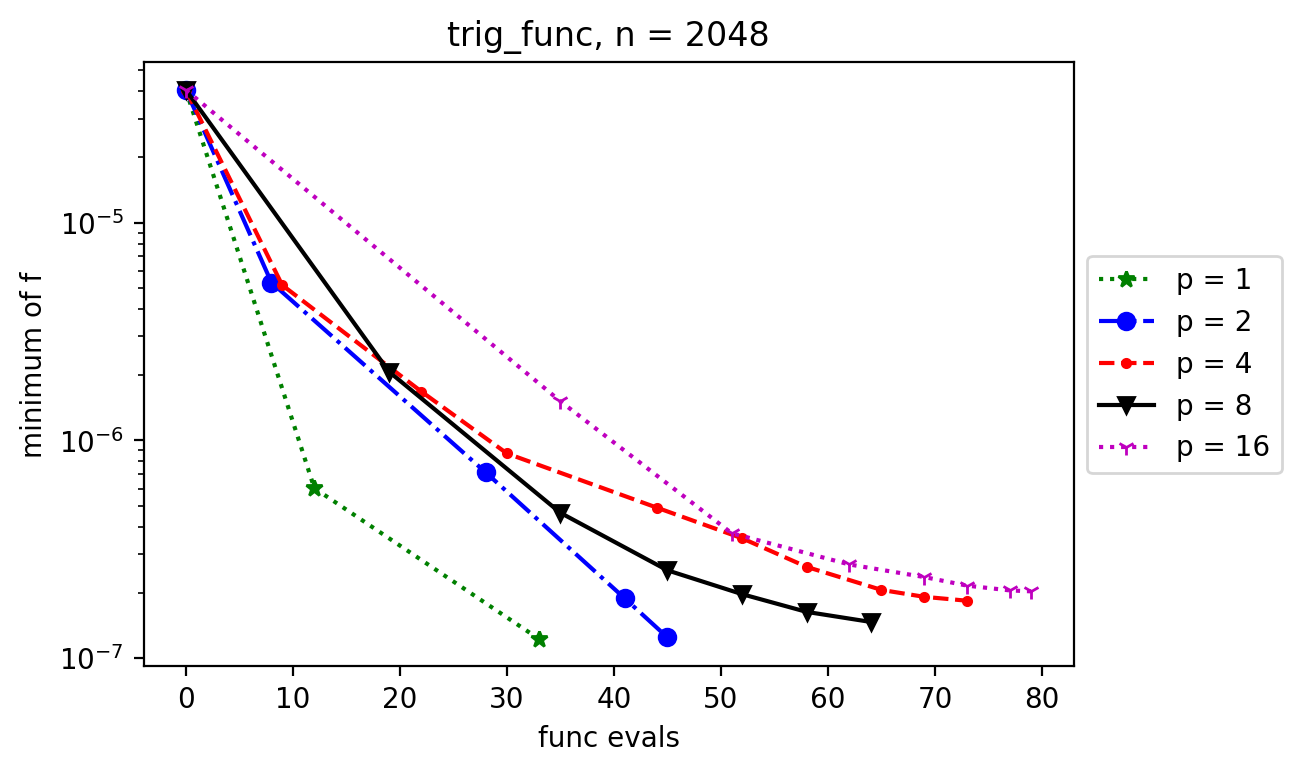 trig_func, n = 2048
minimum of f
10⁻⁵
10⁻⁶
10⁻⁷
0 10 20 30 40 50 60 70 80
func evals
p = 1
p = 2
p = 4
p = 8
p = 16